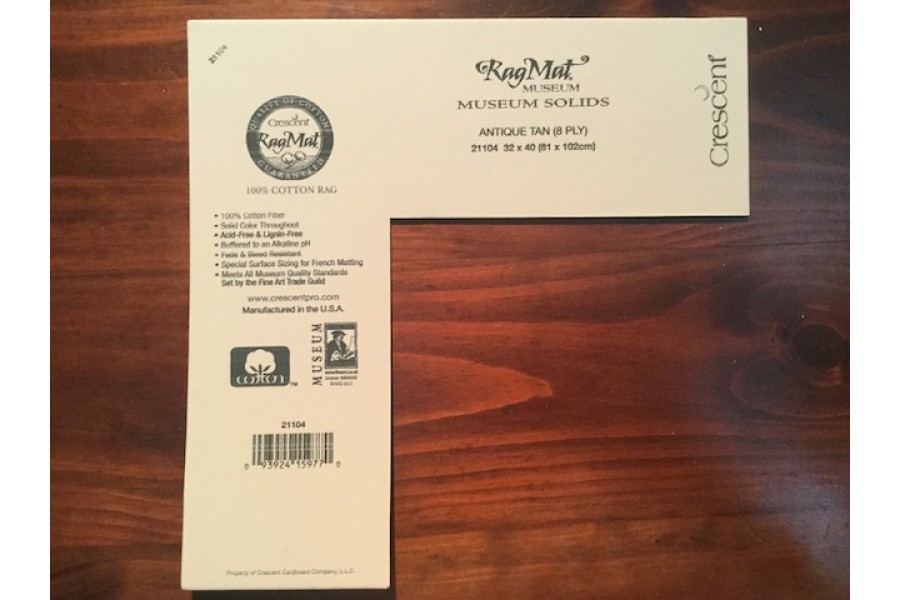 21104
RagMat
MUSEUM
MUSEUM SOLIDS
ANTIQUE TAN (8 PLY)
21104 32 x 40 (81 x 102cm)
Crescent
QUALITY OF COTTON
Crescent
RagMat
GUARANTEED
100% COTTON RAG
• 100% Cotton Fiber
• Solid Color Throughout
• Acid-Free & Lignin-Free
• Buffered to an Alkaline pH
• Fade & Bleed Resistant
• Special Surface Sizing for French Matting
• Meets All Museum Quality Standards
Set by the Fine Art Trade Guild
www.crescentpro.com
Manufactured in the U.S.A.
cotton TM
MUSEUM
21104
0 93924 15977 0
Property of Crescent Cardboard Company, L.L.C.